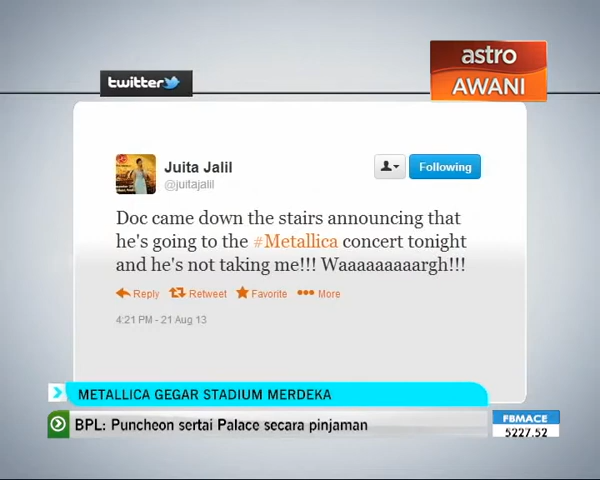 twitter
astro
AWANI
Juita Jalil
@juitajalil
Following
Doc came down the stairs announcing that
he's going to the #Metallica concert tonight
and he's not taking me!!! Waaaaaaaaargh!!!
Reply Retweet Favorite More
4:21 PM - 21 Aug 13
METALLICA GEGAR STADIUM MERDEKA
BPL: Puncheon sertai Palace secara pinjaman
FBMACE
5227.52